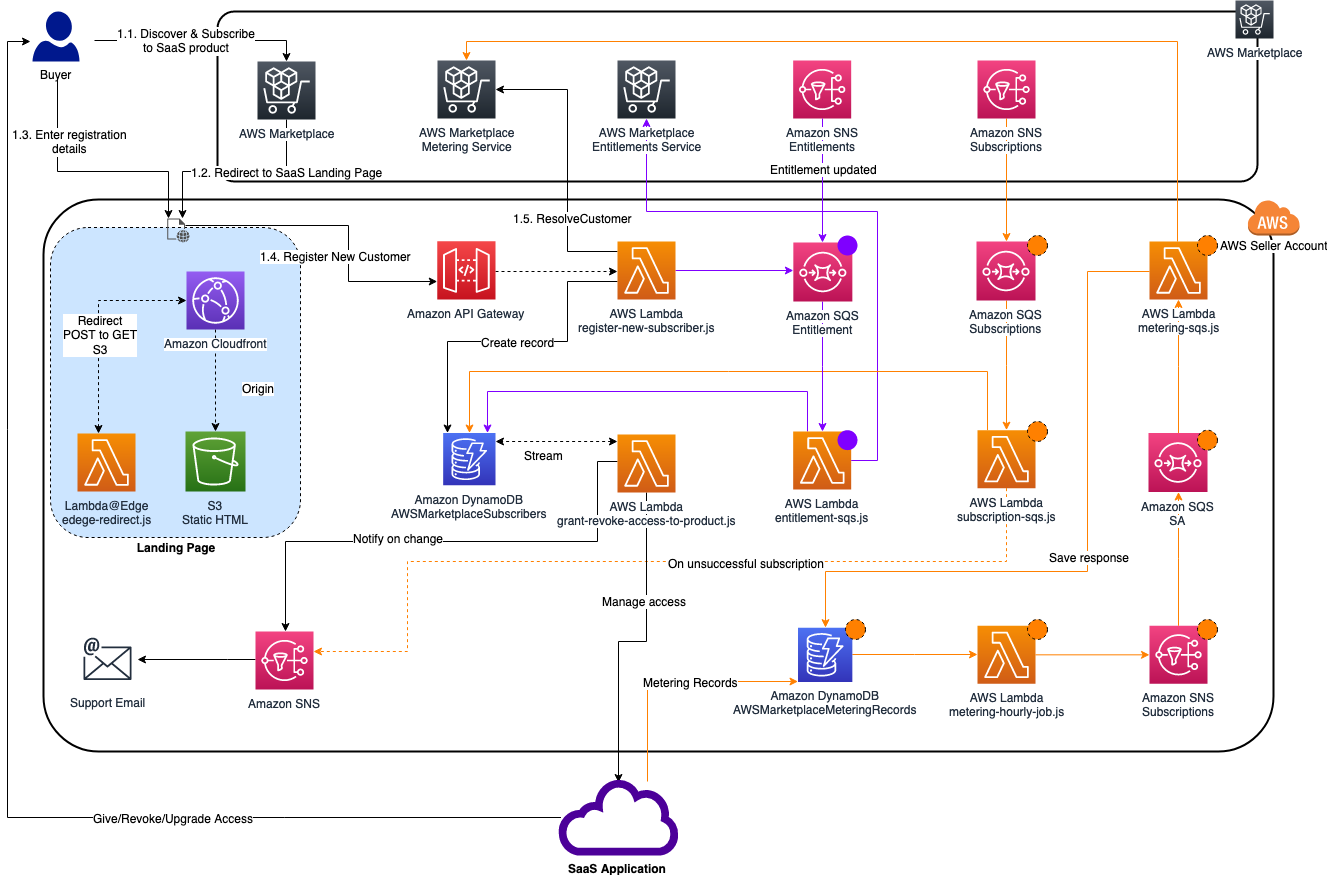 Buyer
1.1. Discover & Subscribe
to SaaS product
AWS Marketplace
AWS Marketplace
AWS Marketplace
Metering Service
AWS Marketplace
Entitlements Service
Amazon SNS
Entitlements
Amazon SNS
Subscriptions
1.3. Enter registration
details
1.2. Redirect to SaaS Landing Page
Entitlement updated
1.5. ResolveCustomer
AWS
AWS Seller Account
1.4. Register New Customer
Amazon API Gateway
AWS Lambda
register-new-subscriber.js
Amazon SQS
Entitlement
Amazon SQS
Subscriptions
AWS Lambda
metering-sqs.js
Redirect
POST to GET
S3
Amazon Cloudfront
Create record
Origin
Stream
Lambda@Edge
edege-redirect.js
S3
Static HTML
Landing Page
Amazon DynamoDB
AWSMarketplaceSubscribers
AWS Lambda
grant-revoke-access-to-product.js
AWS Lambda
entitlement-sqs.js
AWS Lambda
subscription-sqs.js
Amazon SQS
SA
Notify on change
On unsuccessful subscription
Save response
Manage access
@
Support Email
Amazon SNS
Metering Records
Amazon DynamoDB
AWSMarketplaceMeteringRecords
AWS Lambda
metering-hourly-job.js
Amazon SNS
Subscriptions
Give/Revoke/Upgrade Access
SaaS Application